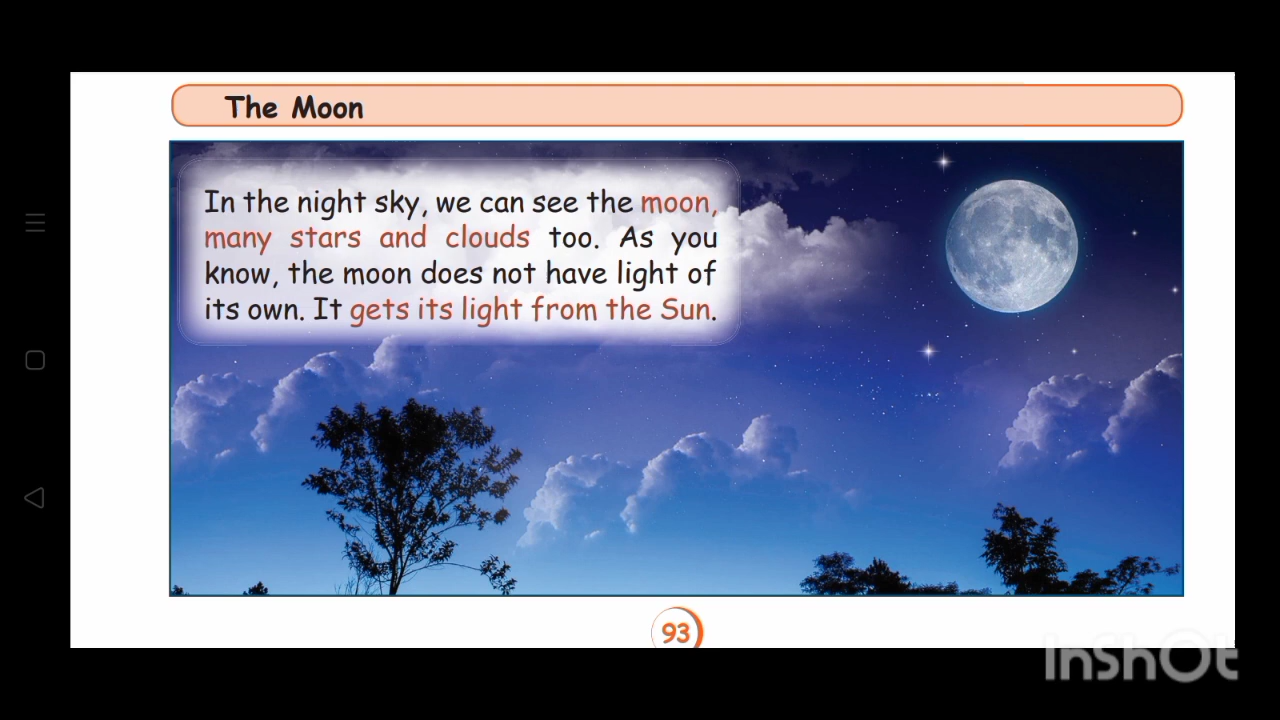 The Moon
In the night sky, we can see the moon,
many stars and clouds too. As you
know, the moon does not have light of
its own. It gets its light from the Sun.
93
InShOt